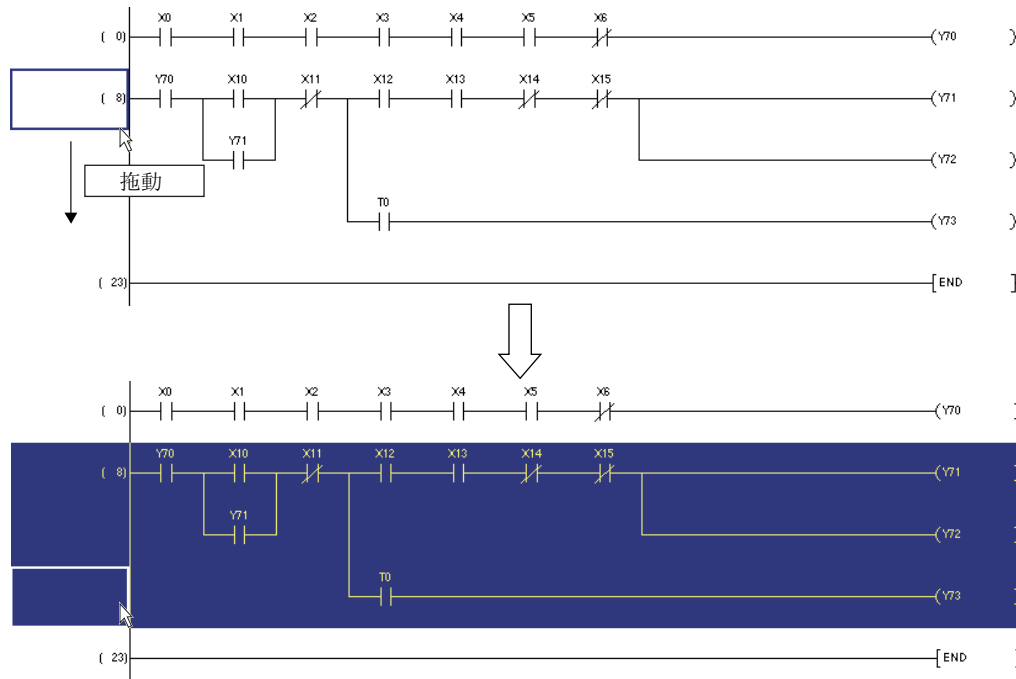 X0 X1 X2 X3 X4 X5 X6
( 0) (Y70 )
Y70 X10 X11 X12 X13 X14 X15
( 8) (Y71 )
Y71
(Y72 )
拖動
T0
(Y73 )
( 23) [END ]
X0 X1 X2 X3 X4 X5 X6
( 0) (Y70 ]
Y70 X10 X11 X12 X13 X14 X15
( 8) (Y71 ]
Y71
(Y72 ]
T0
(Y73 ]
( 23) [END ]